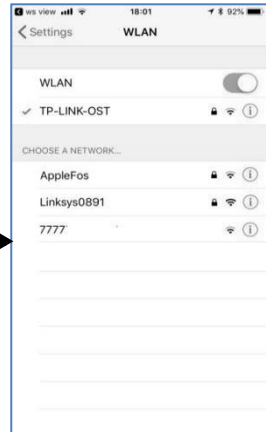 ws view 18:01 92%
Settings WLAN
WLAN
TP-LINK-OST
CHOOSE A NETWORK...
AppleFos
Linksys0891
7777